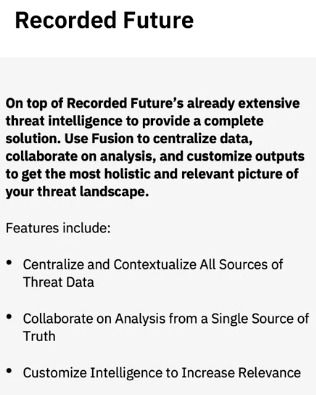 Recorded Future
On top of Recorded Future's already extensive
threat intelligence to provide a complete
solution. Use Fusion to centralize data,
collaborate on analysis, and customize outputs
to get the most holistic and relevant picture of
your threat landscape.
Features include:
• Centralize and Contextualize All Sources of
Threat Data
• Collaborate on Analysis from a Single Source of
Truth
• Customize Intelligence to Increase Relevance